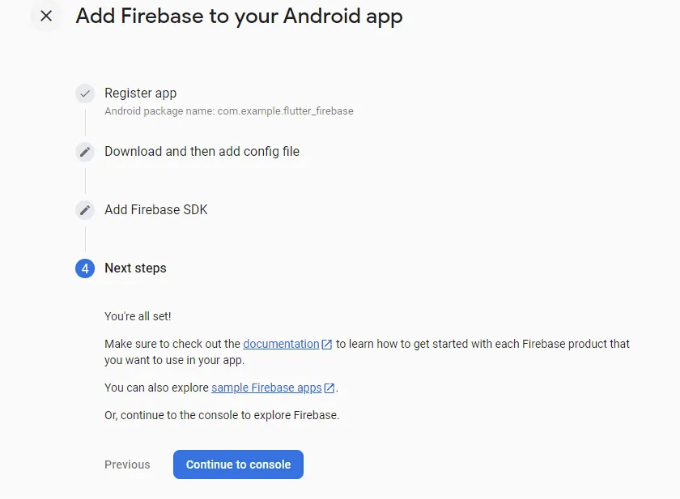 Add Firebase to your Android app
Register app
Android package name: com.example.flutter_firebase
Download and then add config file
Add Firebase SDK
4 Next steps
You're all set!
Make sure to check out the documentation to learn how to get started with each Firebase product that
you want to use in your app.
You can also explore sample Firebase apps.
Or, continue to the console to explore Firebase.
Previous Continue to console